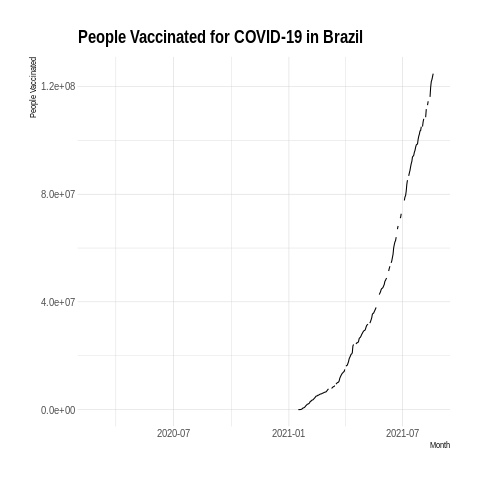 People Vaccinated for COVID-19 in Brazil
People Vaccinated
1.2e+08
8.0e+07
4.0e+07
0.0e+00
2020-07
2021-01
2021-07
Month